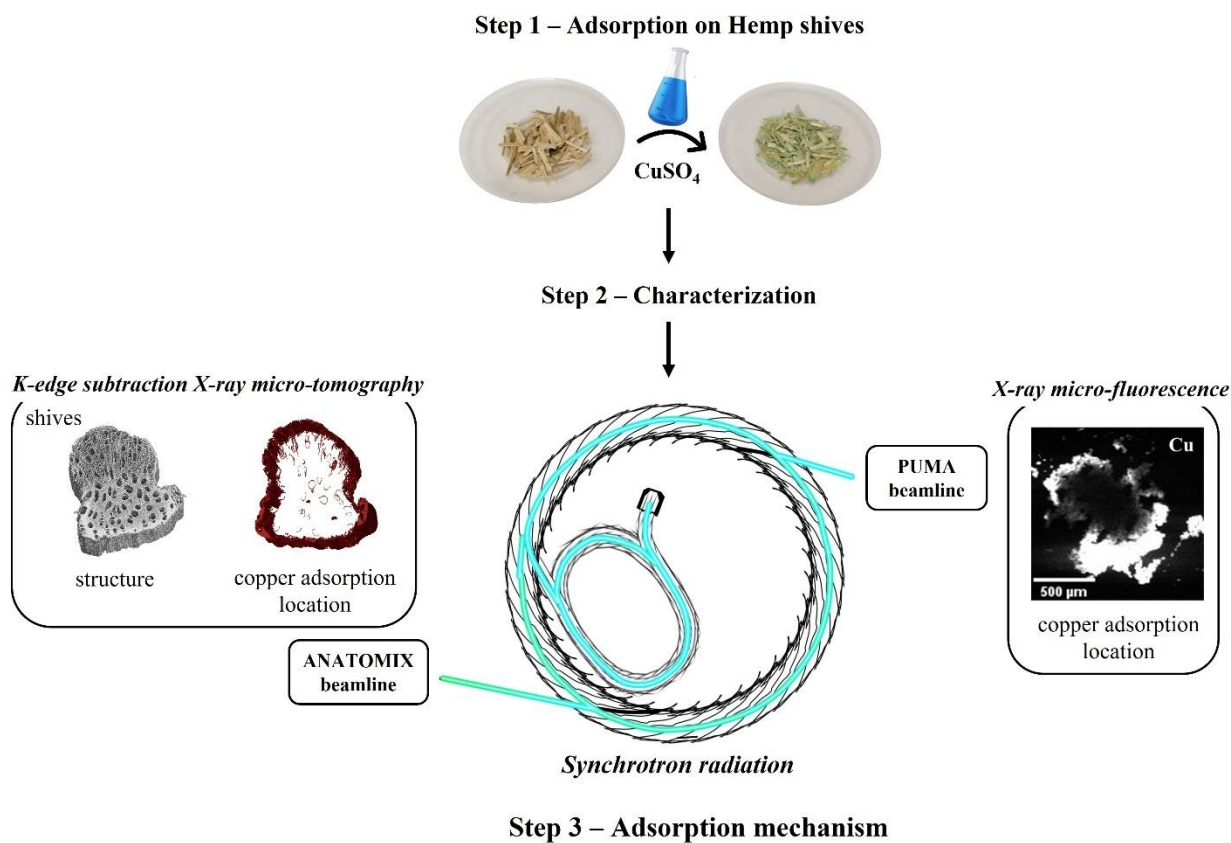 Step 1 – Adsorption on Hemp shives
CuSO₄
Step 2 – Characterization
K-edge subtraction X-ray micro-tomography
shives
structure
copper adsorption
location
ANATOMIX
beamline
PUMA
beamline
X-ray micro-fluorescence
Cu
500 µm
copper adsorption
location
Synchrotron radiation
Step 3 – Adsorption mechanism